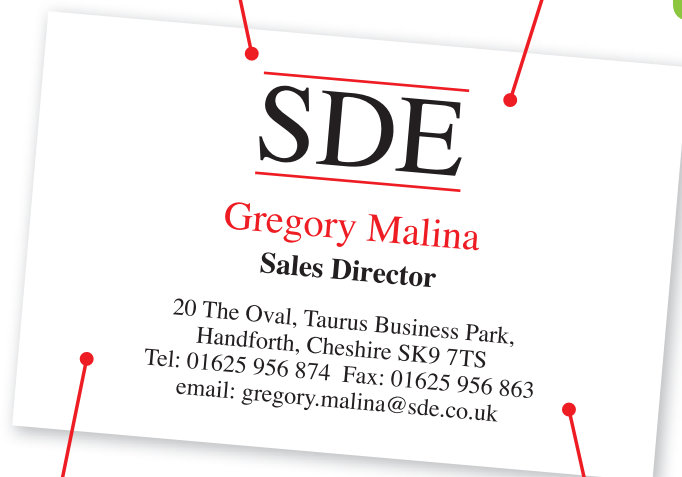 SDE
Gregory Malina
Sales Director
20 The Oval, Taurus Business Park,
Handforth, Cheshire SK9 7TS
Tel: 01625 956 874 Fax: 01625 956 863
email: gregory.malina@sde.co.uk